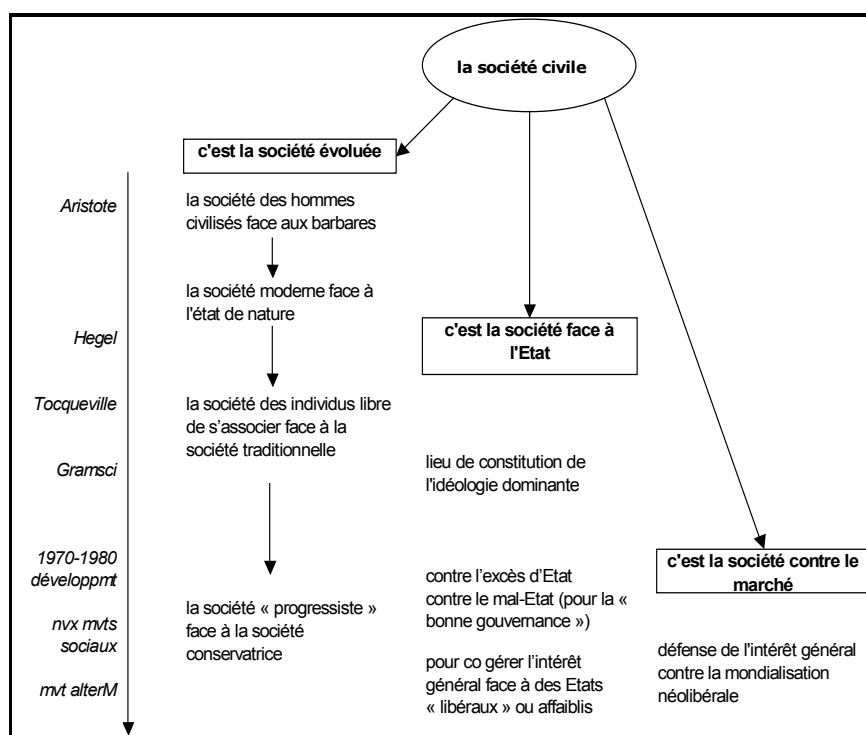 la société civile
c'est la société évoluée
Aristote
la société des hommes
civilisés face aux barbares
la société moderne face à
l'état de nature
Hegel
c'est la société face à
l'Etat
Tocqueville
la société des individus libre
de s'associer face à la
société traditionnelle
Gramsci
lieu de constitution de
l'idéologie dominante
1970-1980
développmt
c'est la société contre le
marché
contre l'excès d'Etat
contre le mal-Etat (pour la «
bonne gouvernance »)
nvx mvts
sociaux
la société « progressiste »
face à la société
conservatrice
défense de l'intérêt général
contre la mondialisation
néolibérale
mvt alterM
pour co gérer l'intérêt
général face à des Etats
« libéraux » ou affaiblis